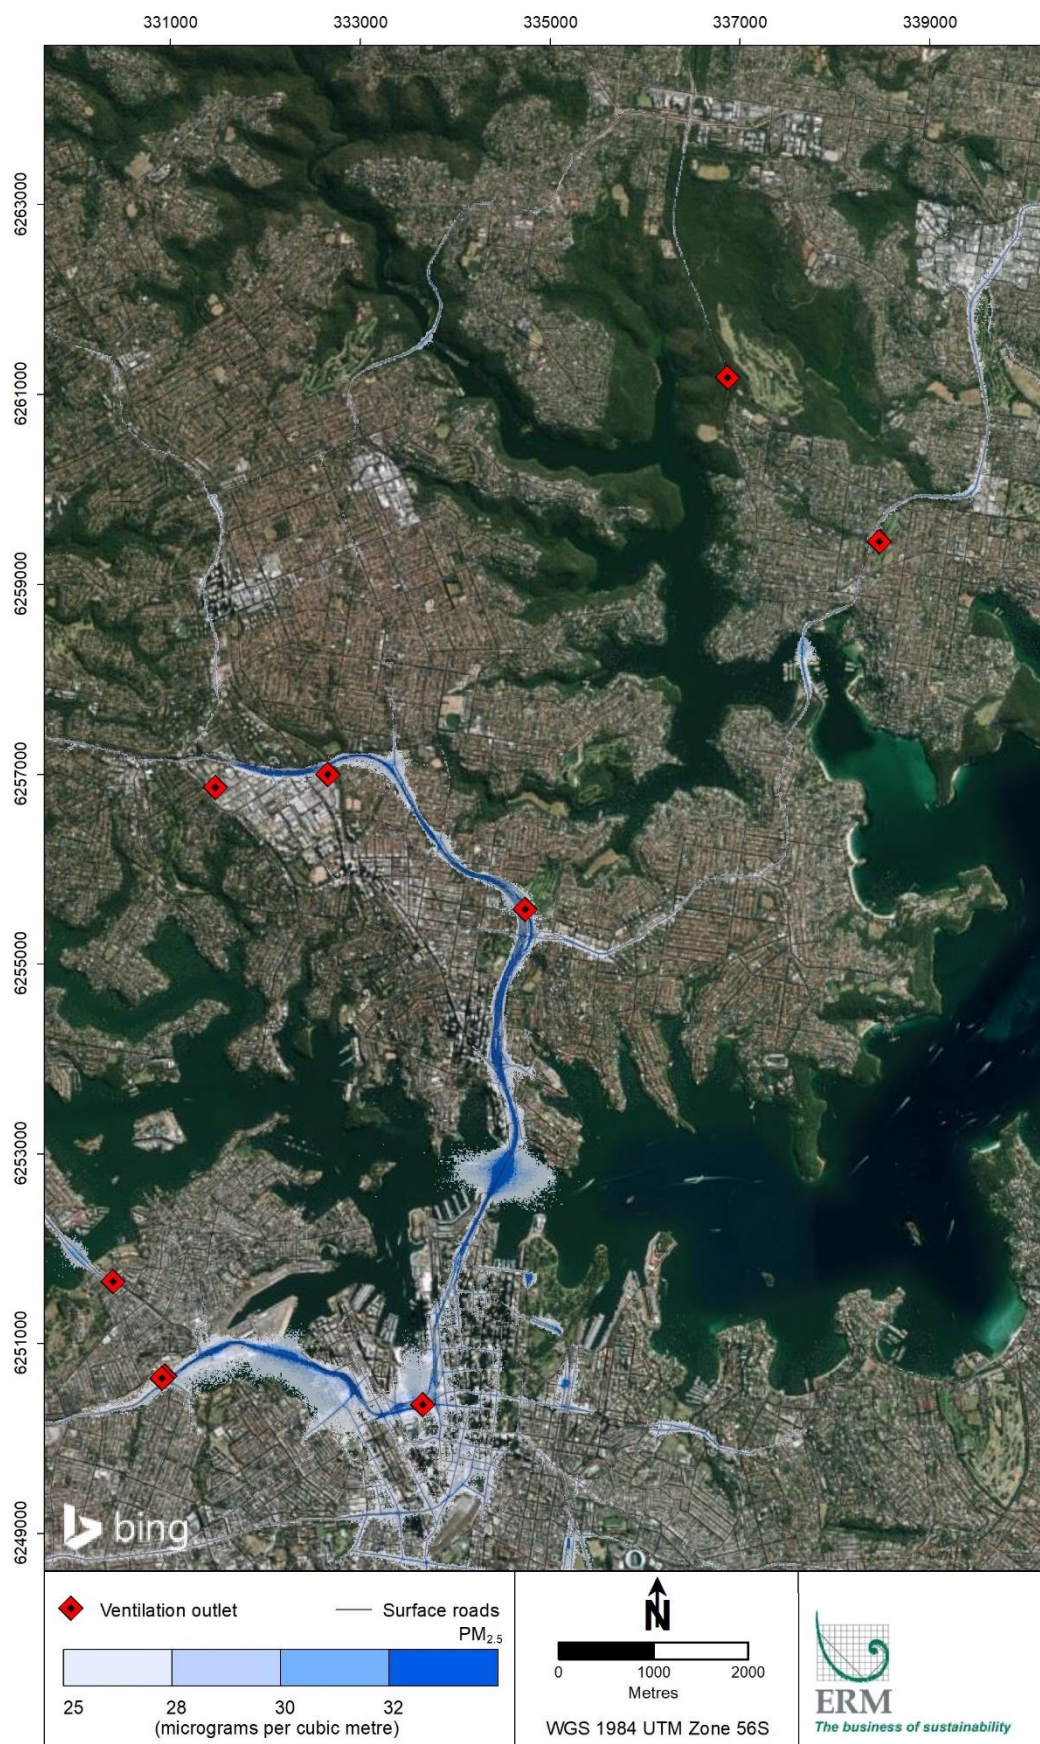 331000 333000 335000 337000 339000
6263000
6261000
6259000
6257000
6255000
6253000
6251000
6249000
bing
Ventilation outlet
Surface roads
PM2.5
25 28 30 32
(micrograms per cubic metre)
N
0 1000 2000
Metres
WGS 1984 UTM Zone 56S
ERM
The business of sustainability